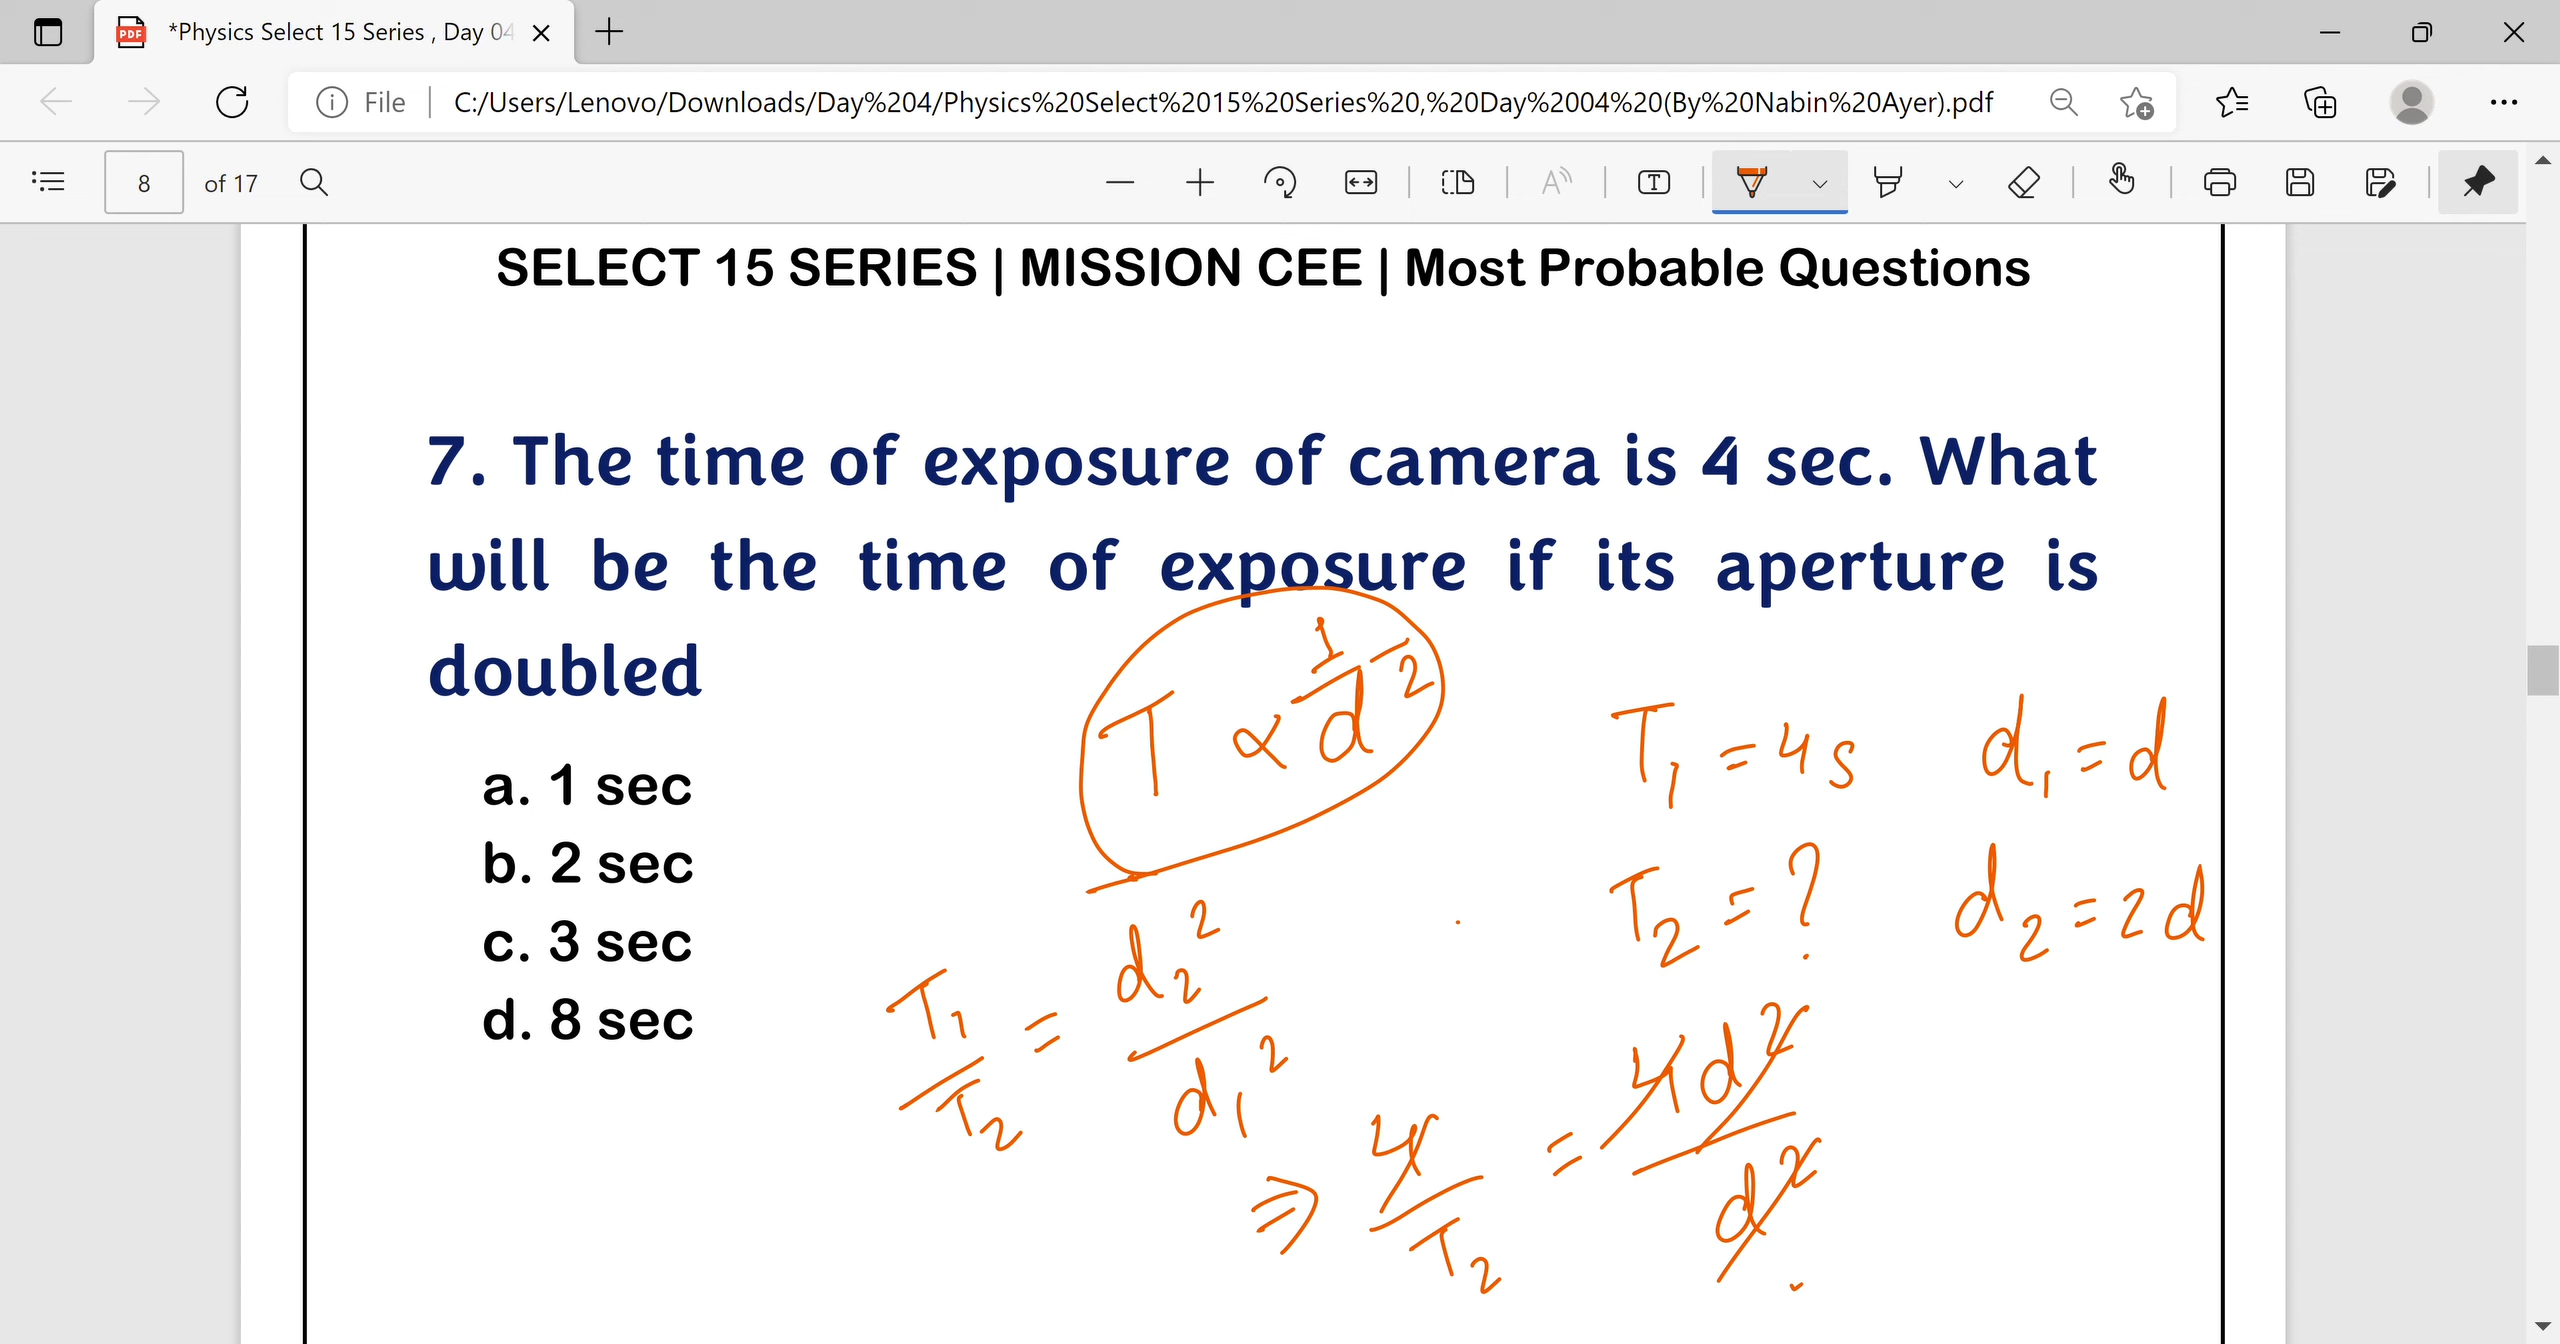 *Physics Select 15 Series , Day 04
File
C:/Users/Lenovo/Downloads/Day%204/Physics%20Select%2015%20Series%20,%20Day%2004%20(By%20Nabin%20Ayer).pdf
8 of 17
SELECT 15 SERIES | MISSION CEE | Most Probable Questions
7. The time of exposure of camera is 4 sec. What
will be the time of exposure if its aperture is
doubled
a. 1 sec
b. 2 sec
c. 3 sec
d. 8 sec
T ∝ 1/d²
T₁ = 4s d₁ = d
T₂ = ? d₂ = 2d
T₁/T₂ = d₂²/d₁²
⇒ 4/T₂ = 4d²/d²